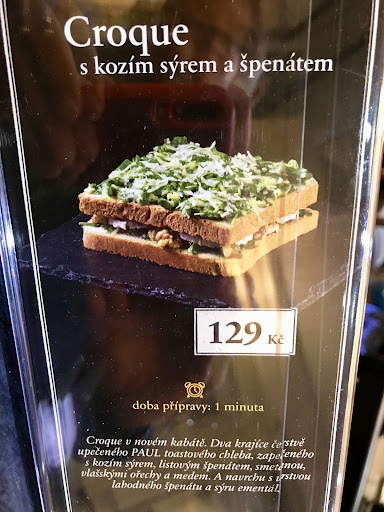 Croque
s kozím sýrem a špenátem
129 Kč
doba přípravy: 1 minuta
Croque v novém kabátě. Dva krajíce čerstvě
upečeného PAUL toastového chleba, zapečeného
s kozím sýrem, listovým špenátem, smetanou,
vlašskými ořechy a medem. A navrchu s vrstvou
lahodného špenátu a sýru ementál.